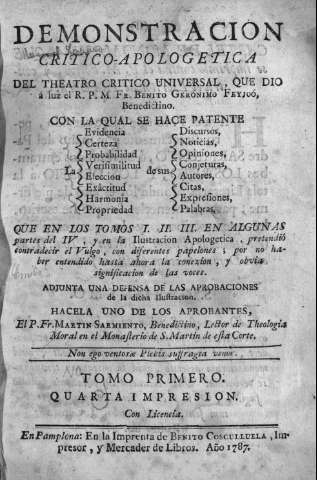 DEMONSTRACION
CRITICO-APOLOGETICA
DEL THEATRO CRITICO UNIVERSAL, QUE DIO
á luz el R. P. M. Fr. BENITO GERONIMO FEYJOÓ,
Benedictino.
CON LA QUAL SE HACE PATENTE
La
Evidencia
Certeza
Probabilidad
Verisimilitud
Eleccion
Exâctitud
Harmonia
Propriedad
de sus
Discursos,
Noticias,
Opiniones,
Conjeturas,
Autores,
Citas,
Expresiones,
Palabras,
QUE EN LOS TOMOS I. II. III. EN ALGUNAS
partes del IV, y en la Ilustracion Apologetica, pretendió
contradecir el Vulgo, con diferentes papelones; por no ha-
ber entendido hasta ahora la conexion, y obvia
significacion de las voces.
ADJUNTA UNA DEFENSA DE LAS APROBACIONES
de la dicha Ilustracion.
HACELA UNO DE LOS APROBANTES,
El P. Fr. MARTIN SARMIENTO, Benedictino, Lector de Theología
Moral en el Monasterio de S. Martin de esta Corte.
Non ego ventosæ Plebis suffragia venor.
TOMO PRIMERO.
QUARTA IMPRESION.
Con Licencia.
En Pamplona: En la Imprenta de BENITO COSCULLUELA, Im-
presor, y Mercader de Libros. Año 1787.